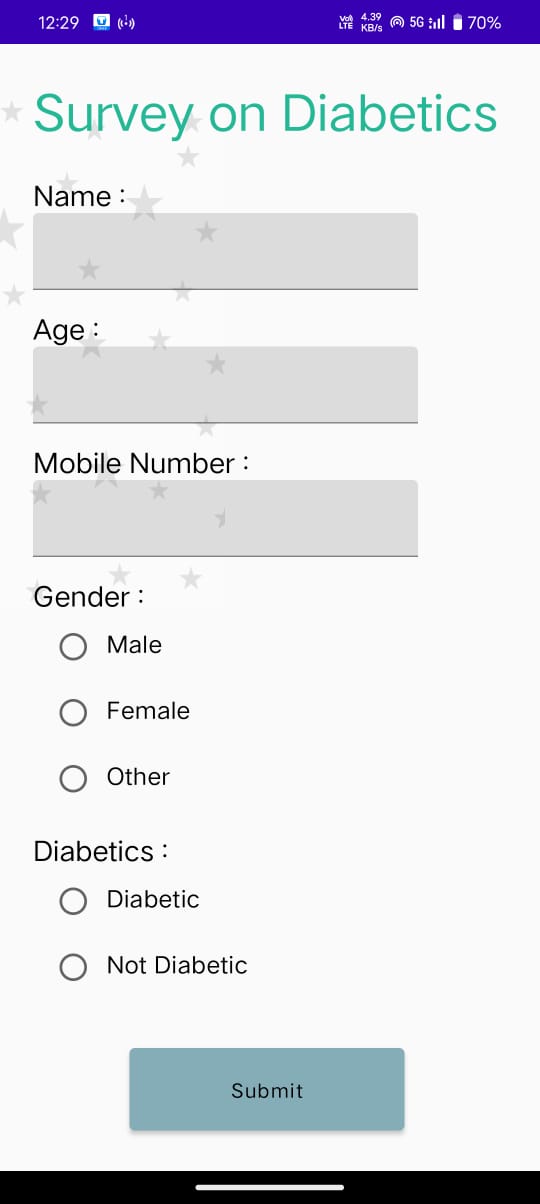 12:29 Vo) LTE 4.39 KB/s 5G 70%
Survey on Diabetics
Name :
Age :
Mobile Number :
Gender :
Male
Female
Other
Diabetics :
Diabetic
Not Diabetic
Submit